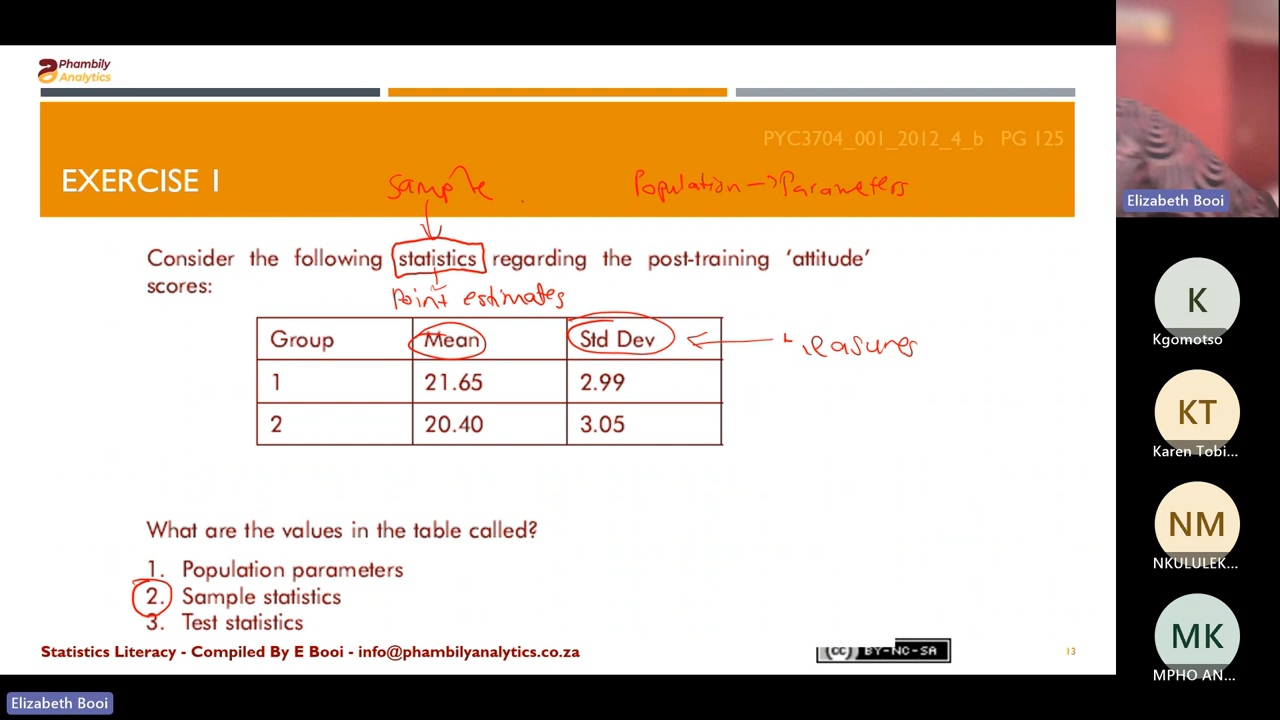 Phambily
Analytics
PYC3704_001_2012_4_b PG 125
EXERCISE 1
Sample
Population → Parameters
Consider the following statistics regarding the post-training 'attitude'
scores:
Point estimates
Group Mean Std Dev
1 21.65 2.99
2 20.40 3.05
What are the values in the table called?
1. Population parameters
2. Sample statistics
3. Test statistics
Statistics Literacy - Compiled By E Booi - info@phambilyanalytics.co.za
(cc) BY-NC-SA
13
Elizabeth Booi
Elizabeth Booi
K
Kgomotso
KT
Karen Tobi...
NM
NKULULEK...
MK
MPHO AN...